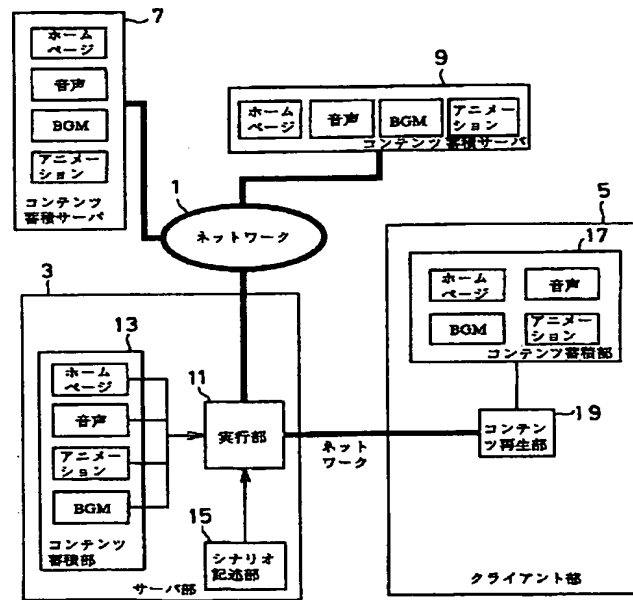 7
ホーム
ページ
音声
BGM
アニメー
ション
コンテンツ
蓄積サーバ
9
ホーム
ページ
音声
BGM
アニメー
ション
コンテンツ蓄積サーバ
1
ネットワーク
3
13
ホーム
ページ
音声
アニメー
ション
BGM
コンテンツ
蓄積部
11
実行部
15
シナリオ
記述部
サーバ部
ネット
ワーク
5
17
ホーム
ページ
音声
BGM
アニメー
ション
コンテンツ蓄積部
19
コンテン
ツ再生部
クライアント部